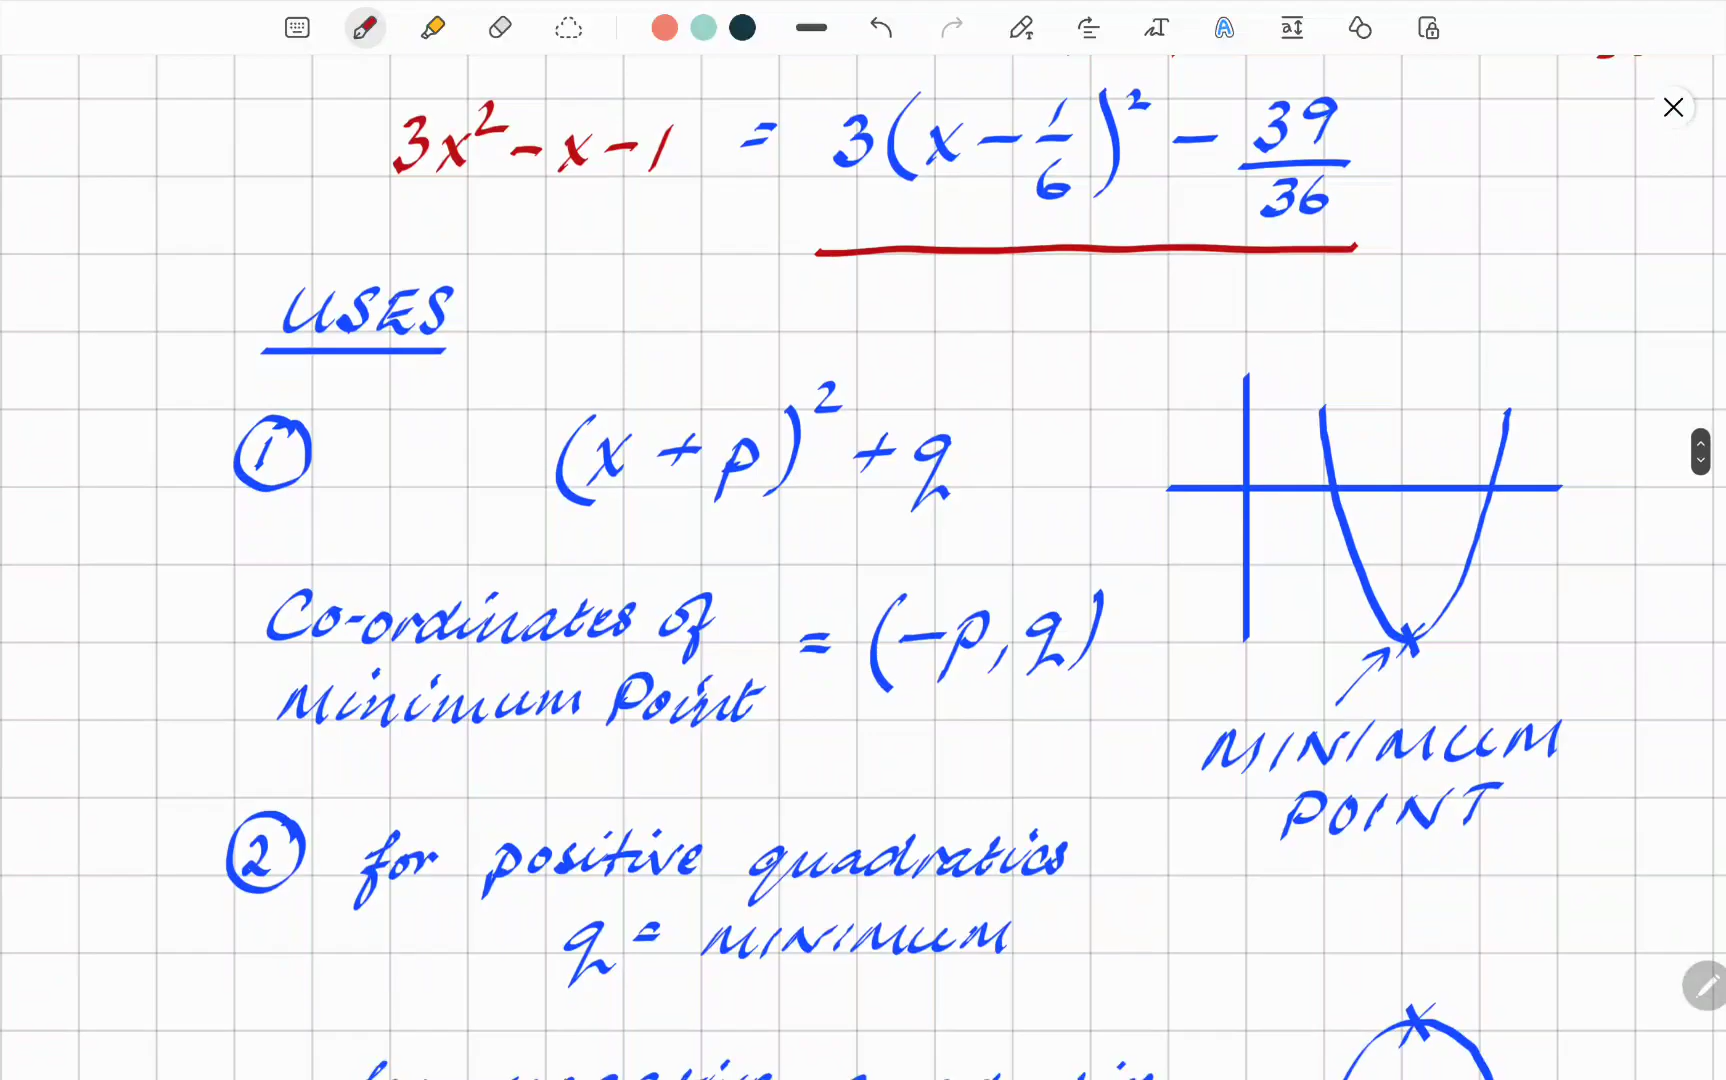 3x² - x - 1 = 3(x - 1/6)² - 39/36
USES
① (x + p)² + q
Co-ordinates of
Minimum Point = (-p, q)
MINIMUM
POINT
② for positive quadratics
q = MINIMUM